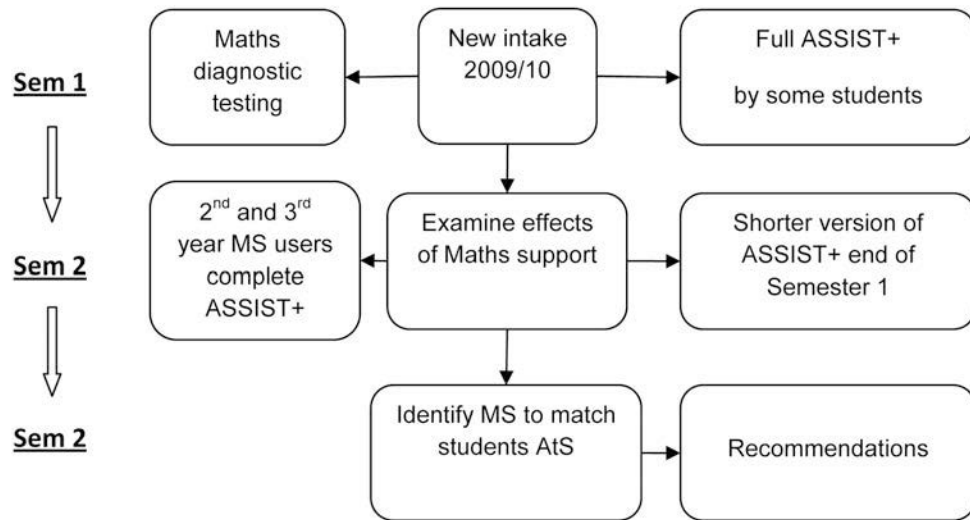 Sem 1
Maths
diagnostic
testing
New intake
2009/10
Full ASSIST+
by some students
Sem 2
2nd and 3rd
year MS users
complete
ASSIST+
Examine effects
of Maths support
Shorter version of
ASSIST+ end of
Semester 1
Sem 2
Identify MS to match
students AtS
Recommendations